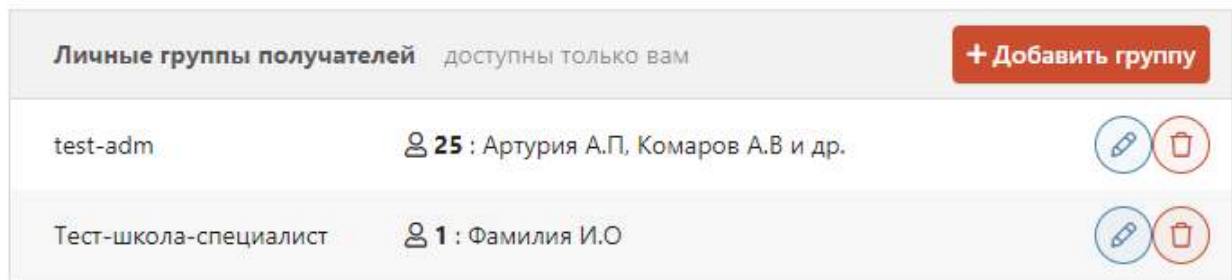 Личные группы получателей доступны только вам + Добавить группу
test-adm 25 : Артурия А.П, Комаров А.В и др.
Тест-школа-специалист 1 : Фамилия И.О